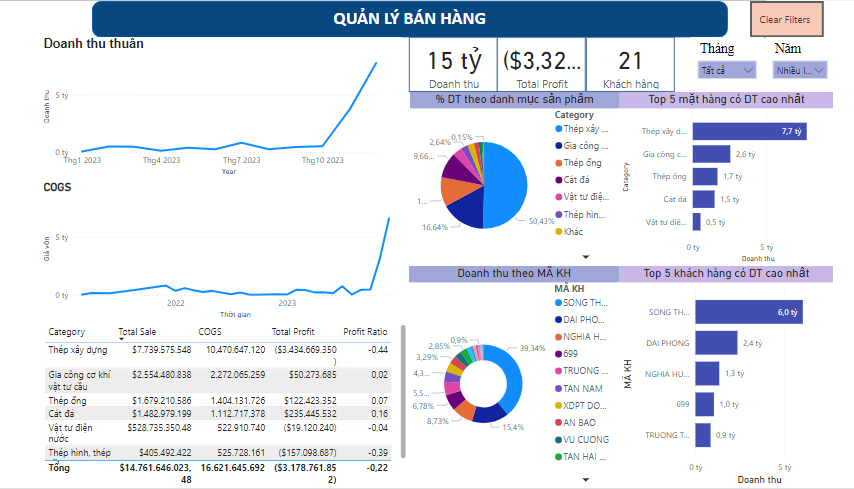 QUẢN LÝ BÁN HÀNG
Clear Filters
Doanh thu thuần
Doanh thu
5 tỷ
0 tỷ
Thg1 2023
Thg4 2023
Thg7 2023
Thg10 2023
Year
15 tỷ
Doanh thu
($3,32...
Total Profit
21
Khách hàng
Tháng
Tất cả
Năm
Nhiều l...
% DT theo danh mục sản phẩm
0,15%
2,64%
9,66...
1...
16,64%
50,43%
Category
Thép xây ...
Gia công ...
Thép ống
Cát đá
Vật tư điệ...
Thép hìn...
Khác
Top 5 mặt hàng có DT cao nhất
Category
Thép xây d...
7,7 tỷ
Gia công c...
2,6 tỷ
Thép ống
1,7 tỷ
Cát đá
1,5 tỷ
Vật tư điệ...
0,5 tỷ
0 tỷ
5 tỷ
Doanh thu
COGS
Giá vốn
5 tỷ
0 tỷ
2022
2023
Thời gian
Doanh thu theo MÃ KH
0,9%
2,85%
3,29%
4,3...
5,5...
6,78%
8,73%
15,4%
39,34%
MÃ KH
SONG TH...
DAI PHO...
NGHIA H...
699
TRUONG ...
TAN NAM
XDPT DO...
AN BAO
VU CUONG
TAN HAI ...
Top 5 khách hàng có DT cao nhất
MÃ KH
SONG TH...
6,0 tỷ
DAI PHONG
2,4 tỷ
NGHIA HU...
1,3 tỷ
699
1,0 tỷ
TRUONG T...
0,9 tỷ
0 tỷ
5 tỷ
Doanh thu
Category Total Sale COGS Total Profit Profit Ratio
Thép xây dựng $7.739.575.548 10.470.647.120 ($3.434.669.350
) -0,44
Gia công cơ khí
vật tư cầu $2.554.480.838 2.272.065.259 $50.273.685 0,02
Thép ống $1.679.210.586 1.404.131.726 $122.423.352 0,07
Cát đá $1.482.979.199 1.112.717.378 $235.445.532 0,16
Vật tư điện
nước $528.735.350,48 522.910.740 ($19.120.240) -0,04
Thép hình, thép $405.492.422 525.728.161 ($157.098.687) -0,39
Tổng $14.761.646.023,
48 16.621.645.692 ($3.178.761.85
2) -0,22